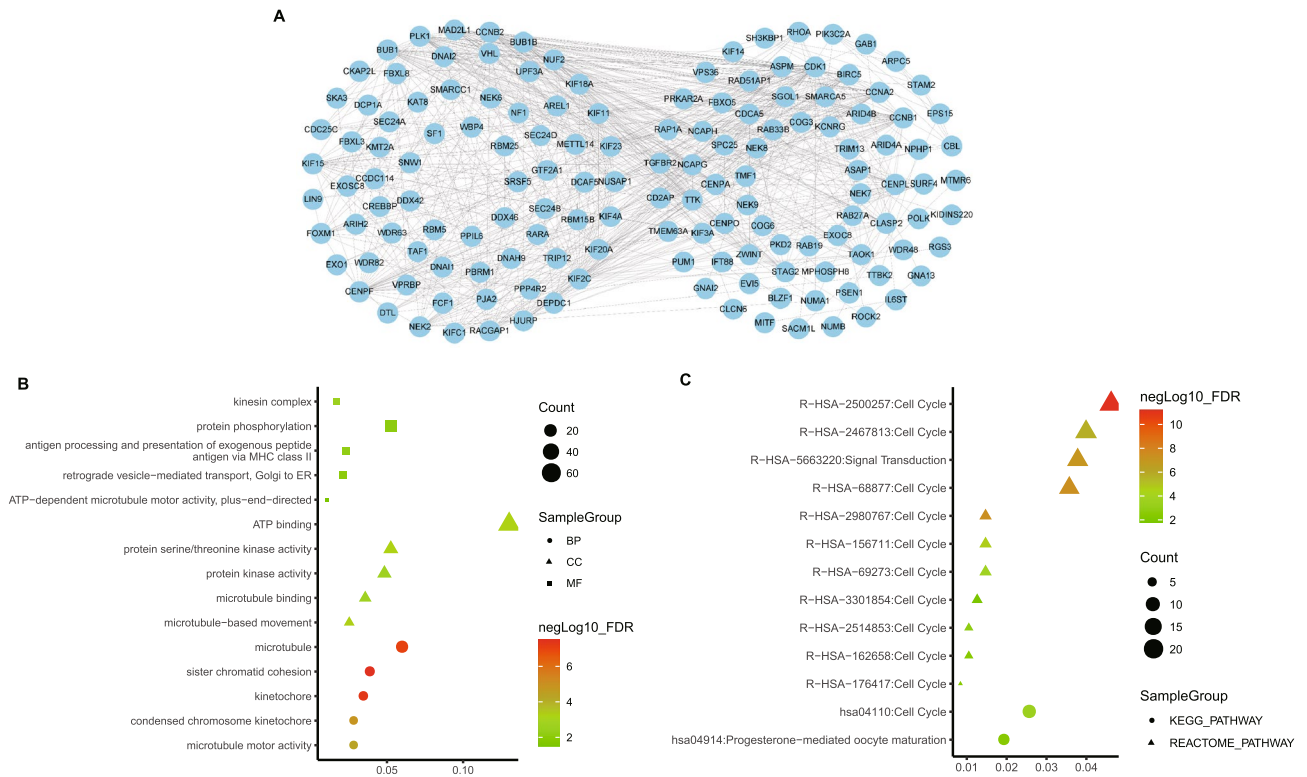 A
MAD2L1
CCNB2
PLK1
BUB1B
BUB1
DNAI2
VHL
NUF2
CKAP2L
FBXL8
UPF3A
KIF18A
SKA3
DCP1A
SMARCC1
KAT8
NEK6
AREL1
NF1
KIF11
CDC25C
SEC24A
SF1
WBP4
SEC24D
FBXL3
KMT2A
RBM25
METTL14
KIF23
KIF15
SNW1
GTF2A1
CCDC114
EXOSC8
SRSF5
DCAF5
NUSAP1
LIN9
CREBBP
DDX42
SEC24B
DDX46
RBM15B
KIF4A
FOXM1
ARIH2
WDR63
RBM5
PPIL6
RARA
TAF1
KIF20A
EXO1
WDR82
DNAI1
PBRM1
DNAH9
TRIP12
CENPF
VPRBP
KIF2C
FCF1
PJA2
PPP4R2
DEPDC1
DTL
NEK2
KIFC1
RACGAP1
HJURP
SH3KBP1
RHOA
PIK3C2A
KIF14
GAB1
ARPC5
VPS36
ASPM
CDK1
RAD51AP1
BIRC5
STAM2
PRKAR2A
FBXO5
SGOL1
SMARCA5
CCNA2
CDCA5
EPS15
RAP1A
NCAPH
RAB33B
COG3
KCNRG
ARID4B
CCNB1
SPC25
NEK8
TRIM13
ARID4A
NPHP1
CBL
TGFBR2
NCAPG
TMF1
ASAP1
CENPA
CENPL
SURF4
MTMR6
CD2AP
TTK
NEK7
NEK9
RAB27A
POLK
KIDINS220
TMEM63A
KIF3A
CENPO
COG6
EXOC8
CLASP2
PKD2
RAB19
TAOK1
WDR48
RGS3
PUM1
IFT88
ZWINT
STAG2
MPHOSPH8
TTBK2
GNA13
GNAI2
EVI5
BLZF1
NUMA1
PSEN1
IL6ST
CLCN6
MITF
SACM1L
NUMB
ROCK2
B
kinesin complex
protein phosphorylation
antigen processing and presentation of exogenous peptide
antigen via MHC class II
retrograde vesicle−mediated transport, Golgi to ER
ATP−dependent microtubule motor activity, plus−end−directed
ATP binding
protein serine/threonine kinase activity
protein kinase activity
microtubule binding
microtubule−based movement
microtubule
sister chromatid cohesion
kinetochore
condensed chromosome kinetochore
microtubule motor activity
0.05 0.10
Count
20
40
60
SampleGroup
BP
CC
MF
negLog10_FDR
6
4
2
C
R−HSA−2500257:Cell Cycle
R−HSA−2467813:Cell Cycle
R−HSA−5663220:Signal Transduction
R−HSA−68877:Cell Cycle
R−HSA−2980767:Cell Cycle
R−HSA−156711:Cell Cycle
R−HSA−69273:Cell Cycle
R−HSA−3301854:Cell Cycle
R−HSA−2514853:Cell Cycle
R−HSA−162658:Cell Cycle
R−HSA−176417:Cell Cycle
hsa04110:Cell Cycle
hsa04914:Progesterone−mediated oocyte maturation
0.01 0.02 0.03 0.04
negLog10_FDR
10
8
6
4
2
Count
5
10
15
20
SampleGroup
KEGG_PATHWAY
REACTOME_PATHWAY